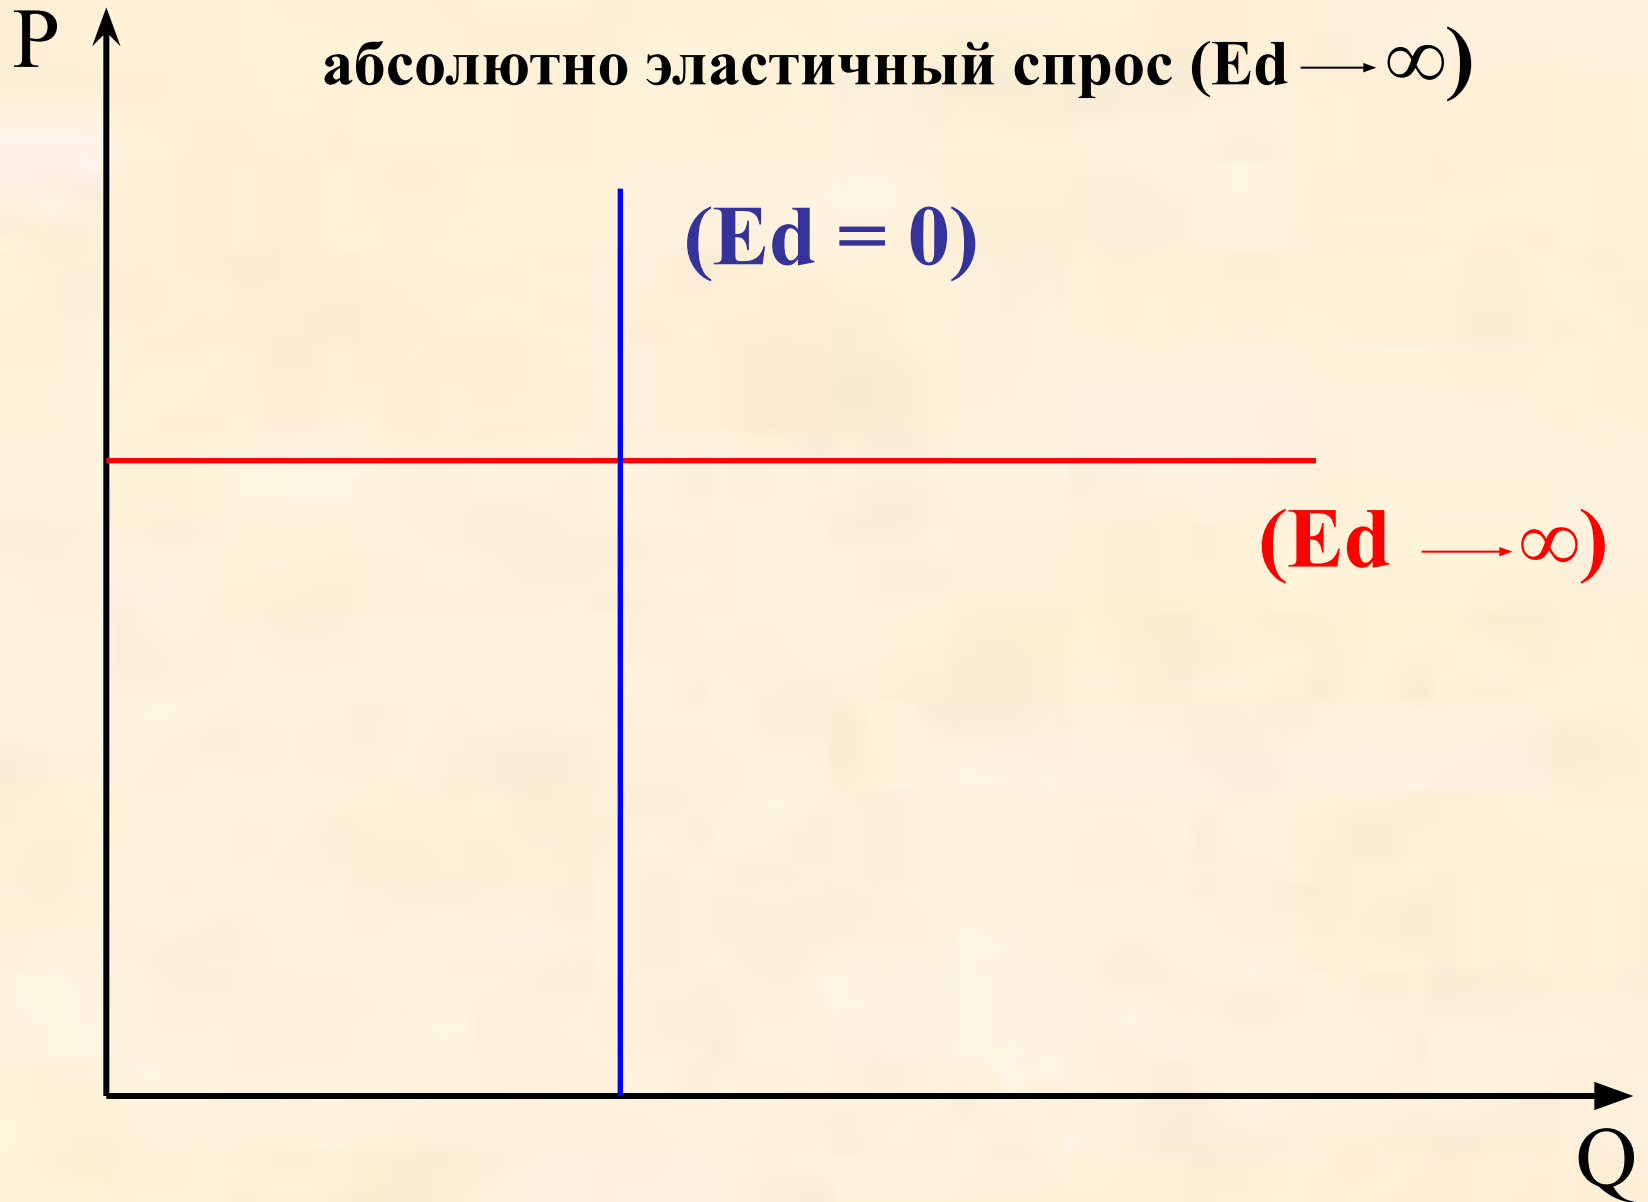 P
абсолютно эластичный спрос (Ed → ∞)
(Ed = 0)
(Ed → ∞)
Q